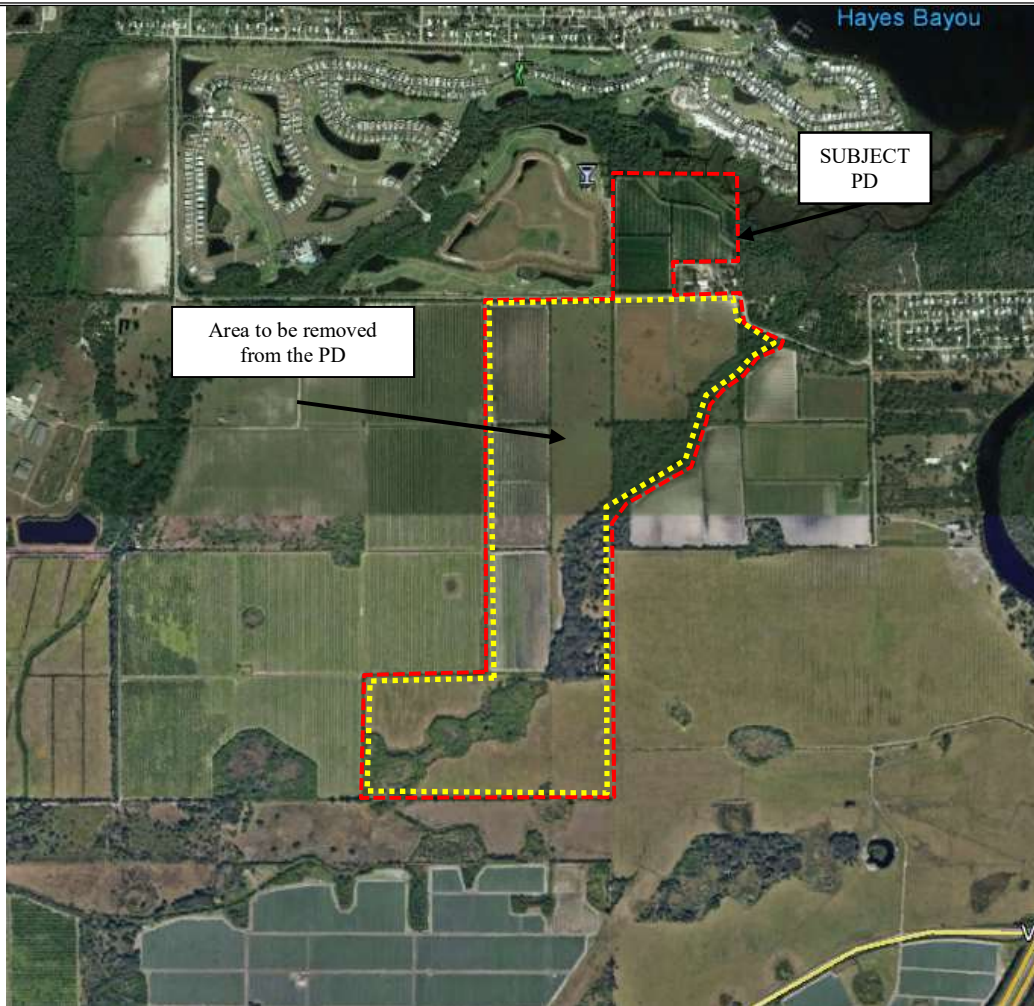 Hayes Bayou
SUBJECT
PD
Area to be removed
from the PD